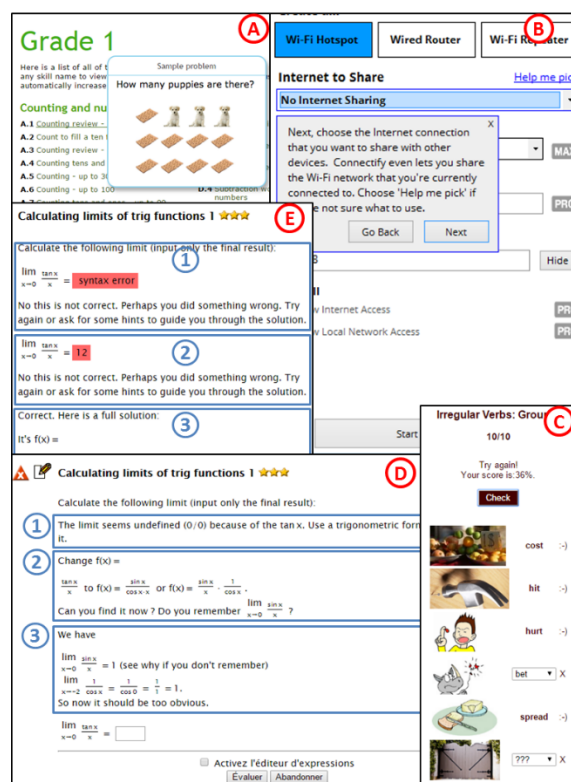 Grade 1
A
Here is a list of all of
any skill name to view
automatically increase
Sample problem
How many puppies are there?
Counting and nu
A.1 Counting review -
A.2 Count to fill a ten
A.3 Counting review -
A.4 Counting tens and
A.5 Counting - up to 30
A.6 Counting - up to 100
D.4 Subtraction w
numbers
B
Wi-Fi Hotspot
Wired Router
Wi-Fi Repeater
Internet to Share
Help me pic
No Internet Sharing
X
Next, choose the Internet connection
that you want to share with other
devices. Connectify even lets you share
the Wi-Fi network that you're currently
connected to. Choose 'Help me pick' if
re not sure what to use.
Go Back
Next
MAX
PRO
8
Hide
ll
w Internet Access
PR
w Local Network Access
PR
Start
E
Calculating limits of trig functions 1
Calculate the following limit (input only the final result):
1
lim x→0 tan x / x = syntax error
No this is not correct. Perhaps you did something wrong. Try
again or ask for some hints to guide you through the solution.
2
lim x→0 tan x / x = 12
No this is not correct. Perhaps you did something wrong. Try
again or ask for some hints to guide you through the solution.
3
Correct. Here is a full solution:
It's f(x) =
D
Calculating limits of trig functions 1
Calculate the following limit (input only the final result):
1
The limit seems undefined (0/0) because of the tan x. Use a trigonometric form
it.
2
Change f(x) =
tan x / x to f(x) = sin x / cos x·x or f(x) = sin x / x · 1 / cos x .
Can you find it now ? Do you remember lim x→0 sin x / x ?
3
We have
lim x→0 sin x / x = 1 (see why if you don't remember)
lim x→-2 1 / cos x = 1 / cos 0 = 1 / 1 = 1.
So now it should be too obvious.
lim x→0 tan x / x =
Activez l'éditeur d'expressions
Évaluer
Abandonner
Irregular Verbs: Grou
C
10/10
Try again!
Your score is:36%.
Check
cost :-)
hit :-)
hurt :-)
bet X
spread :-)
??? X